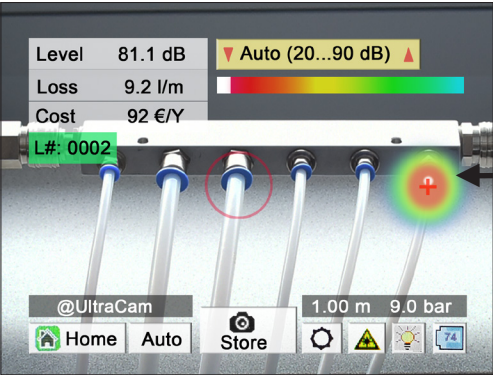 Level 81.1 dB
▼ Auto (20...90 dB) ▲
Loss 9.2 l/m
Cost 92 €/Y
L#: 0002
@UltraCam
1.00 m 9.0 bar
Home Auto Store 74